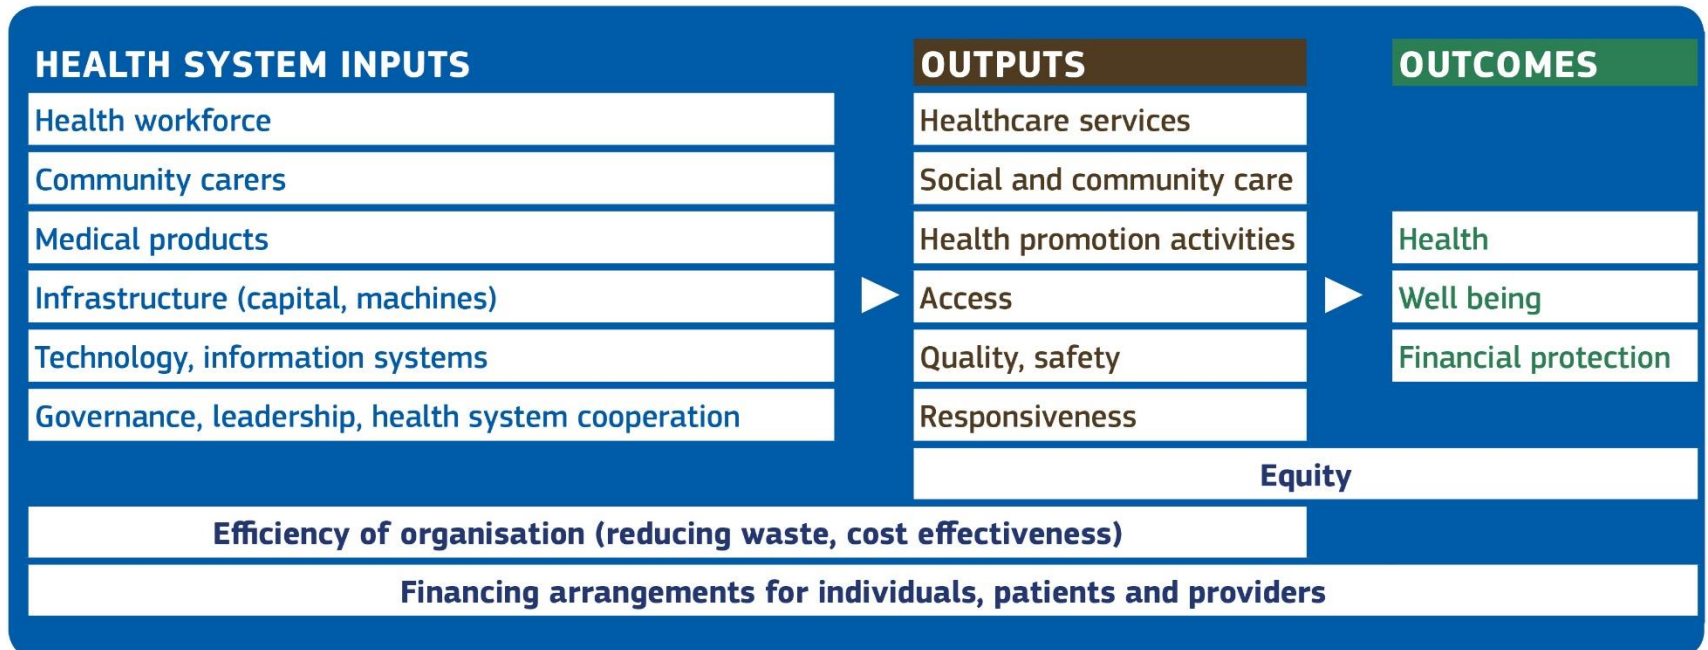 HEALTH SYSTEM INPUTS
Health workforce
Community carers
Medical products
Infrastructure (capital, machines)
Technology, information systems
Governance, leadership, health system cooperation
OUTPUTS
Healthcare services
Social and community care
Health promotion activities
Access
Quality, safety
Responsiveness
OUTCOMES
Health
Well being
Financial protection
Equity
Efficiency of organisation (reducing waste, cost effectiveness)
Financing arrangements for individuals, patients and providers